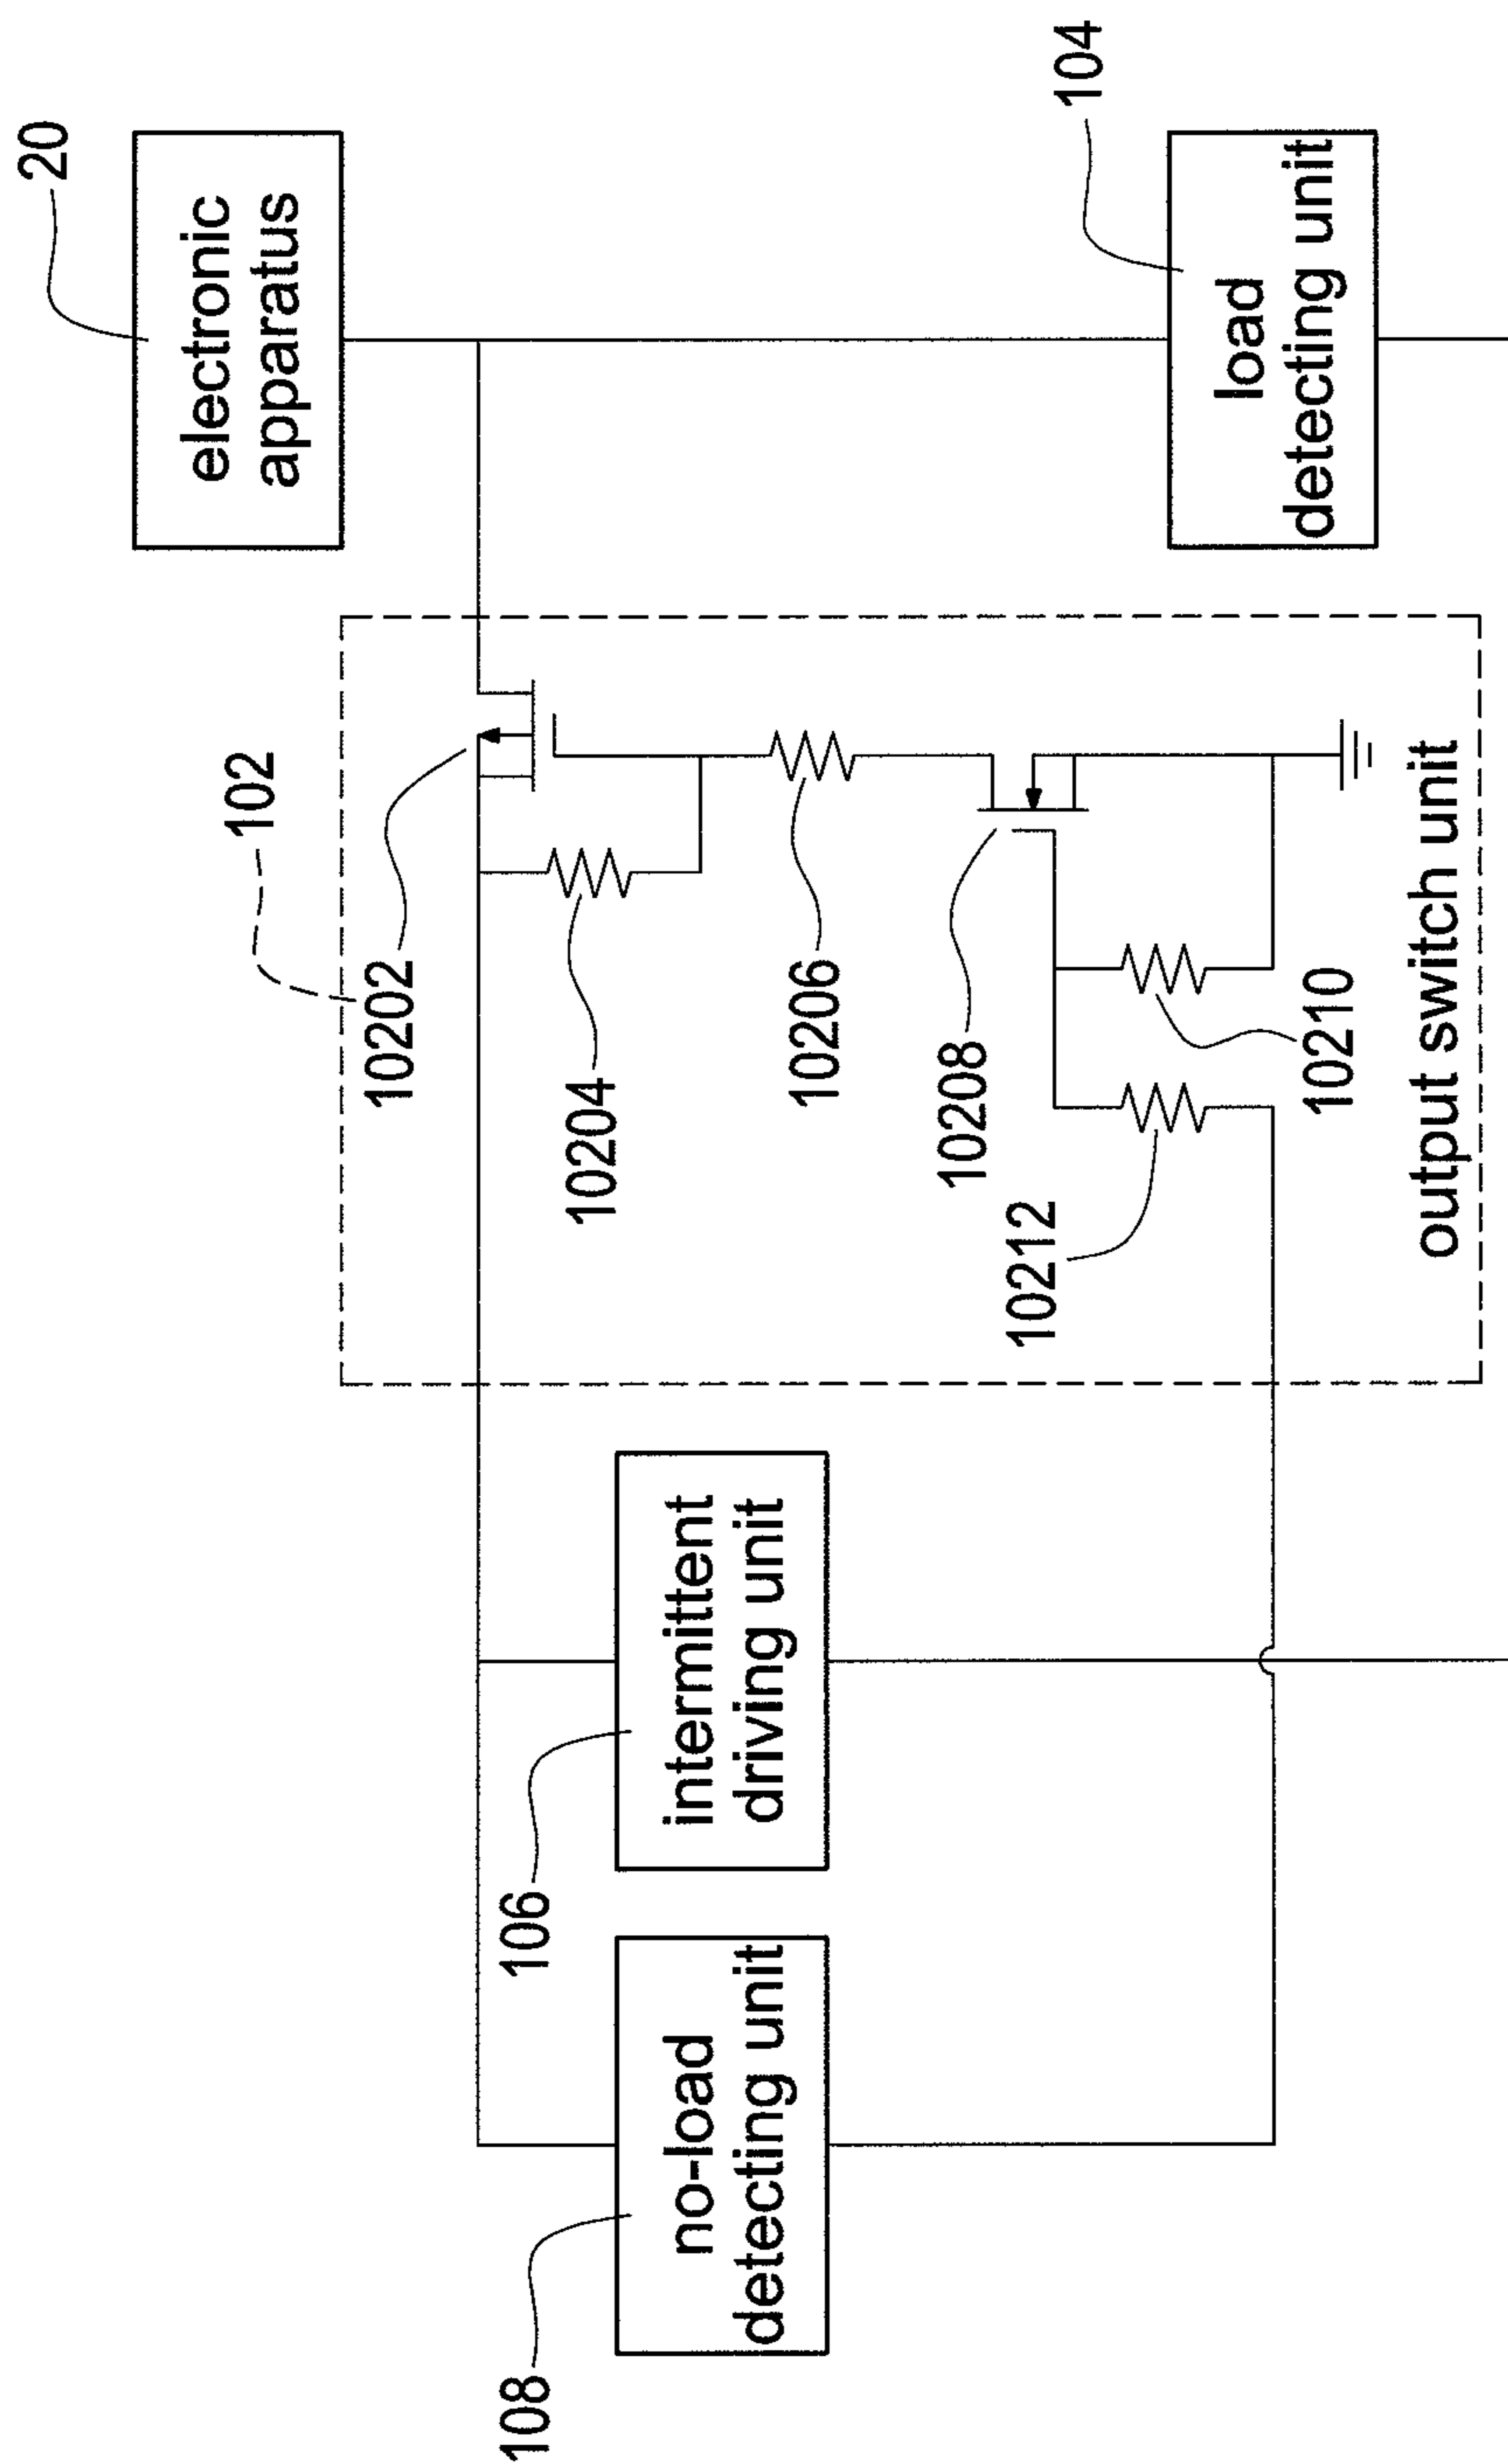 20
electronic
apparatus
104
load
detecting unit
102
10202
10204
10206
10208
10210
10212
output switch unit
106
intermittent
driving unit
108
no-load
detecting unit